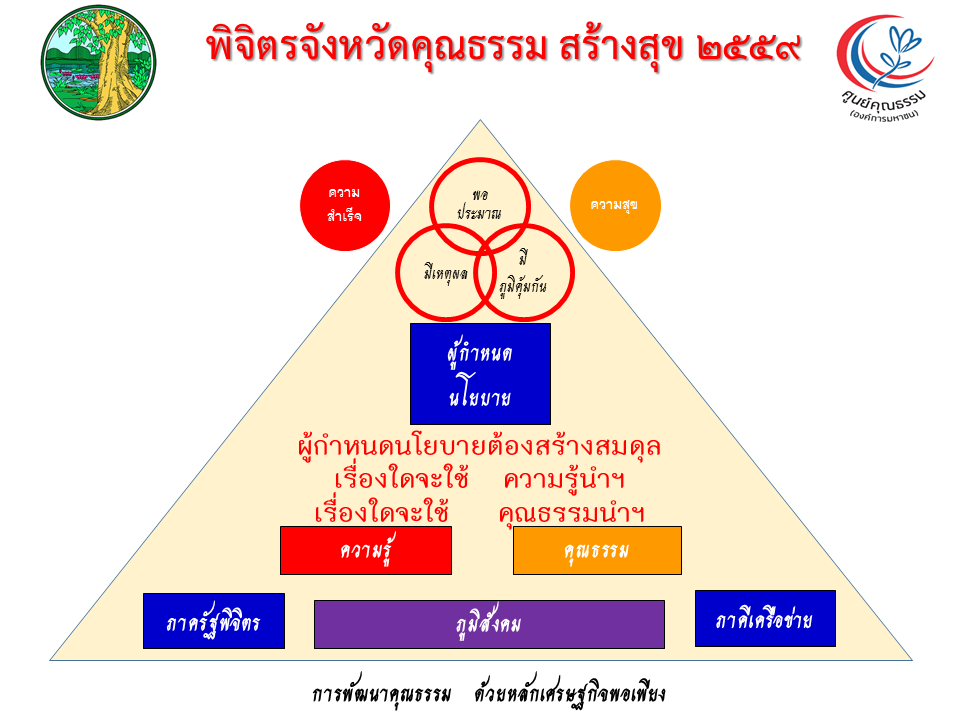 พิจิตรจังหวัดคุณธรรม สร้างสุข ๒๕๕๙
ศูนย์คุณธรรม
(องค์การมหาชน)
ความ
สำเร็จ
พอ
ประมาณ
ความสุข
มีเหตุผล
มี
ภูมิคุ้มกัน
ผู้กำหนด
นโยบาย
ผู้กำหนดนโยบายต้องสร้างสมดุล
เรื่องใดจะใช้ ความรู้นำฯ
เรื่องใดจะใช้ คุณธรรมนำฯ
ความรู้
คุณธรรม
ภาครัฐพิจิตร
ภูมิสังคม
ภาคีเครือข่าย
การพัฒนาคุณธรรม ด้วยหลักเศรษฐกิจพอเพียง